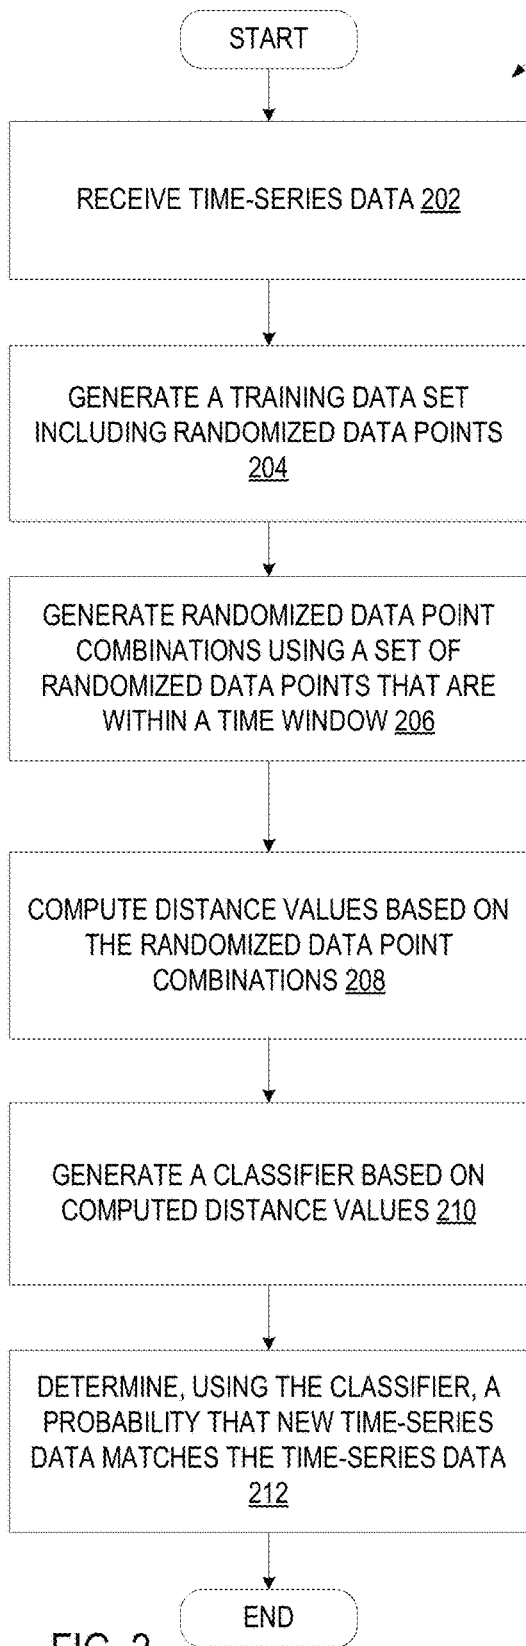 START
RECEIVE TIME-SERIES DATA 202
GENERATE A TRAINING DATA SET
INCLUDING RANDOMIZED DATA POINTS
204
GENERATE RANDOMIZED DATA POINT
COMBINATIONS USING A SET OF
RANDOMIZED DATA POINTS THAT ARE
WITHIN A TIME WINDOW 206
COMPUTE DISTANCE VALUES BASED ON
THE RANDOMIZED DATA POINT
COMBINATIONS 208
GENERATE A CLASSIFIER BASED ON
COMPUTED DISTANCE VALUES 210
DETERMINE, USING THE CLASSIFIER, A
PROBABILITY THAT NEW TIME-SERIES
DATA MATCHES THE TIME-SERIES DATA
212
END
FIG. 2